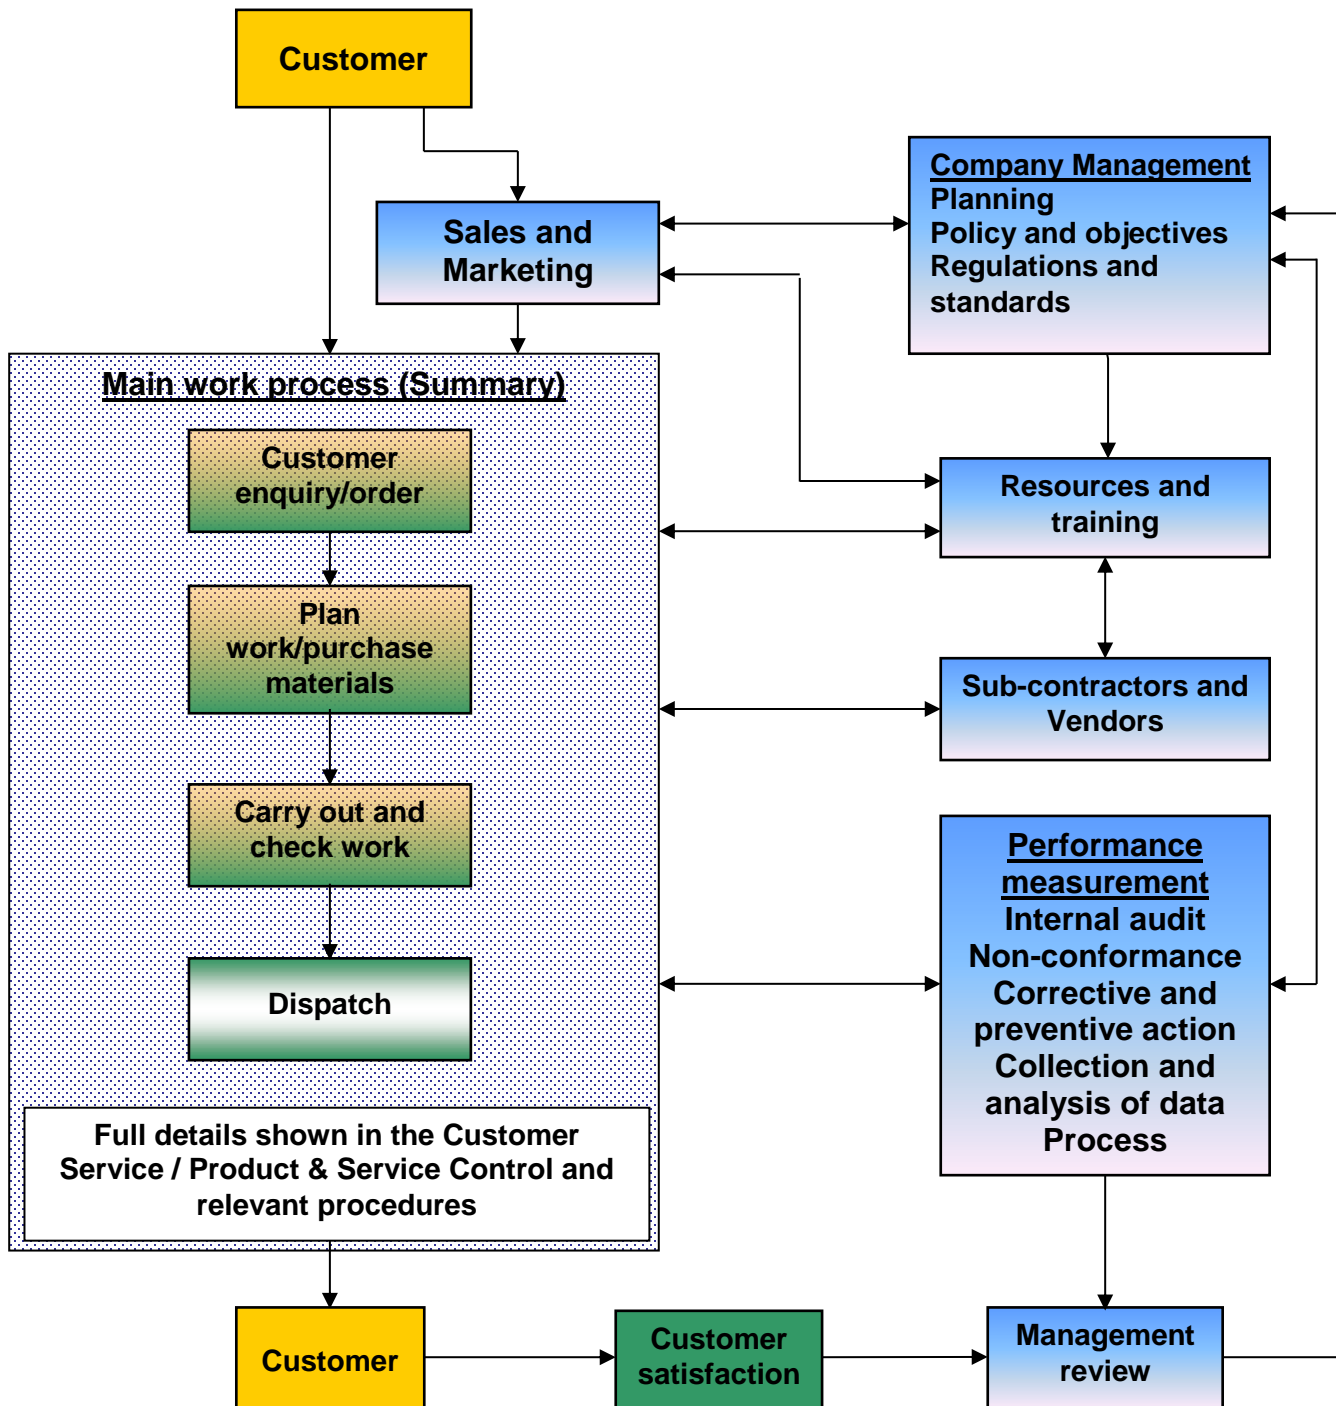 Customer
Sales and
Marketing
Company Management
Planning
Policy and objectives
Regulations and
standards
Main work process (Summary)
Customer
enquiry/order
Plan
work/purchase
materials
Carry out and
check work
Dispatch
Full details shown in the Customer
Service / Product & Service Control and
relevant procedures
Resources and
training
Sub-contractors and
Vendors
Performance
measurement
Internal audit
Non-conformance
Corrective and
preventive action
Collection and
analysis of data
Process
Customer
Customer
satisfaction
Management
review